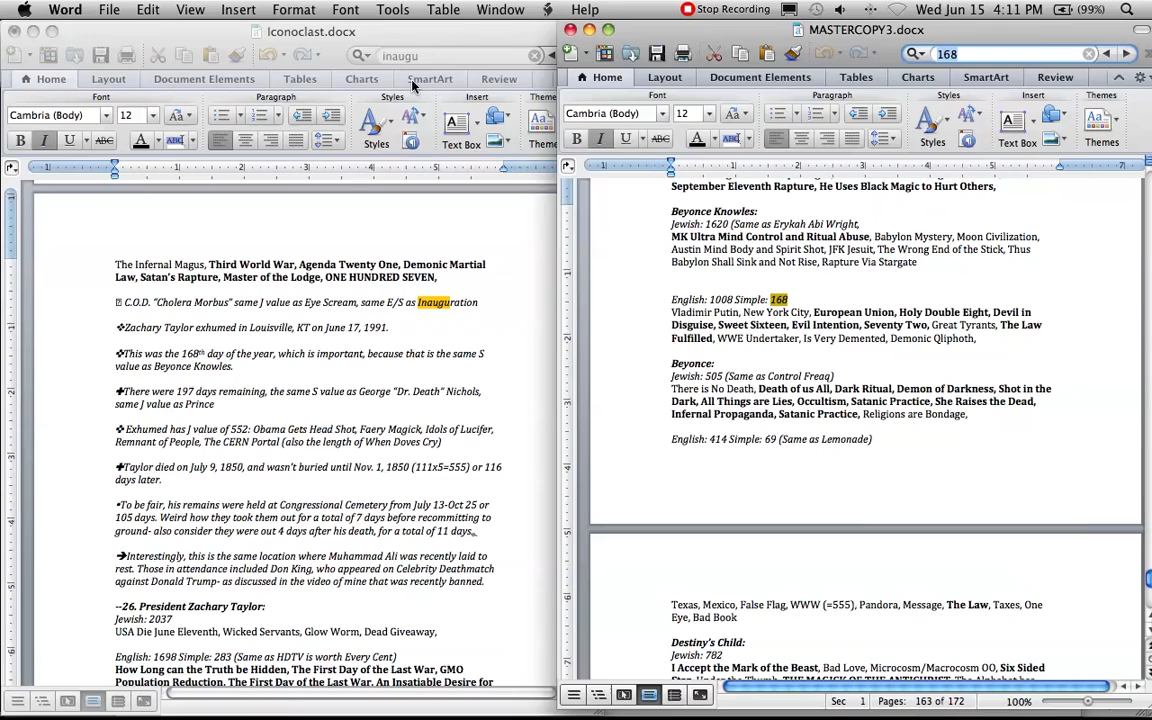 Word File Edit View Insert Format Font Tools Table Window Help Stop Recording Wed Jun 15 4:11 PM (99%)
Iconoclast.docx
inaugu
Home Layout Document Elements Tables Charts SmartArt Review
Font Paragraph Styles Insert Themes
Cambria (Body) 12 Aa
B I U ABC A ABC Styles A Text Box Themes
The Infernal Magus, Third World War, Agenda Twenty One, Demonic Martial
Law, Satan's Rapture, Master of the Lodge, ONE HUNDRED SEVEN,
C.O.D. "Cholera Morbus" same J value as Eye Scream, same E/S as Inauguration
❖Zachary Taylor exhumed in Louisville, KT on June 17, 1991.
❖This was the 168th day of the year, which is important, because that is the same S
value as Beyonce Knowles.
✚There were 197 days remaining, the same S value as George "Dr. Death" Nichols,
same J value as Prince
❖ Exhumed has J value of 552: Obama Gets Head Shot, Faery Magick, Idols of Lucifer,
Remnant of People, The CERN Portal (also the length of When Doves Cry)
✚Taylor died on July 9, 1850, and wasn't buried until Nov. 1, 1850 (111x5=555) or 116
days later.
•To be fair, his remains were held at Congressional Cemetery from July 13-Oct 25 or
105 days. Weird how they took them out for a total of 7 days before recommitting to
ground- also consider they were out 4 days after his death, for a total of 11 days.
➔Interestingly, this is the same location where Muhammad Ali was recently laid to
rest. Those in attendance included Don King, who appeared on Celebrity Deathmatch
against Donald Trump- as discussed in the video of mine that was recently banned.
--26. President Zachary Taylor:
Jewish: 2037
USA Die June Eleventh, Wicked Servants, Glow Worm, Dead Giveaway,
English: 1698 Simple: 283 (Same as HDTV is worth Every Cent)
How Long can the Truth be Hidden, The First Day of the Last War, GMO
Population Reduction, The First Day of the Last War, An Insatiable Desire for
MASTERCOPY3.docx
168
Home Layout Document Elements Tables Charts SmartArt Review
Font Paragraph Styles Insert Themes
Cambria (Body) 12 Aa
B I U ABC A ABC Styles A Text Box Themes
September Eleventh Rapture, He Uses Black Magic to Hurt Others,
Beyonce Knowles:
Jewish: 1620 (Same as Erykah Abi Wright,
MK Ultra Mind Control and Ritual Abuse, Babylon Mystery, Moon Civilization,
Austin Mind Body and Spirit Shot, JFK Jesuit, The Wrong End of the Stick, Thus
Babylon Shall Sink and Not Rise, Rapture Via Stargate
English: 1008 Simple: 168
Vladimir Putin, New York City, European Union, Holy Double Eight, Devil in
Disguise, Sweet Sixteen, Evil Intention, Seventy Two, Great Tyrants, The Law
Fulfilled, WWE Undertaker, Is Very Demented, Demonic Qliphoth,
Beyonce:
Jewish: 505 (Same as Control Freaq)
There is No Death, Death of us All, Dark Ritual, Demon of Darkness, Shot in the
Dark, All Things are Lies, Occultism, Satanic Practice, She Raises the Dead,
Infernal Propaganda, Satanic Practice, Religions are Bondage,
English: 414 Simple: 69 (Same as Lemonade)
Texas, Mexico, False Flag, WWW (=555), Pandora, Message, The Law, Taxes, One
Eye, Bad Book
Destiny's Child:
Jewish: 782
I Accept the Mark of the Beast, Bad Love, Microcosm/Macrocosm OO, Six Sided
Sec 1 Pages: 163 of 172 100%